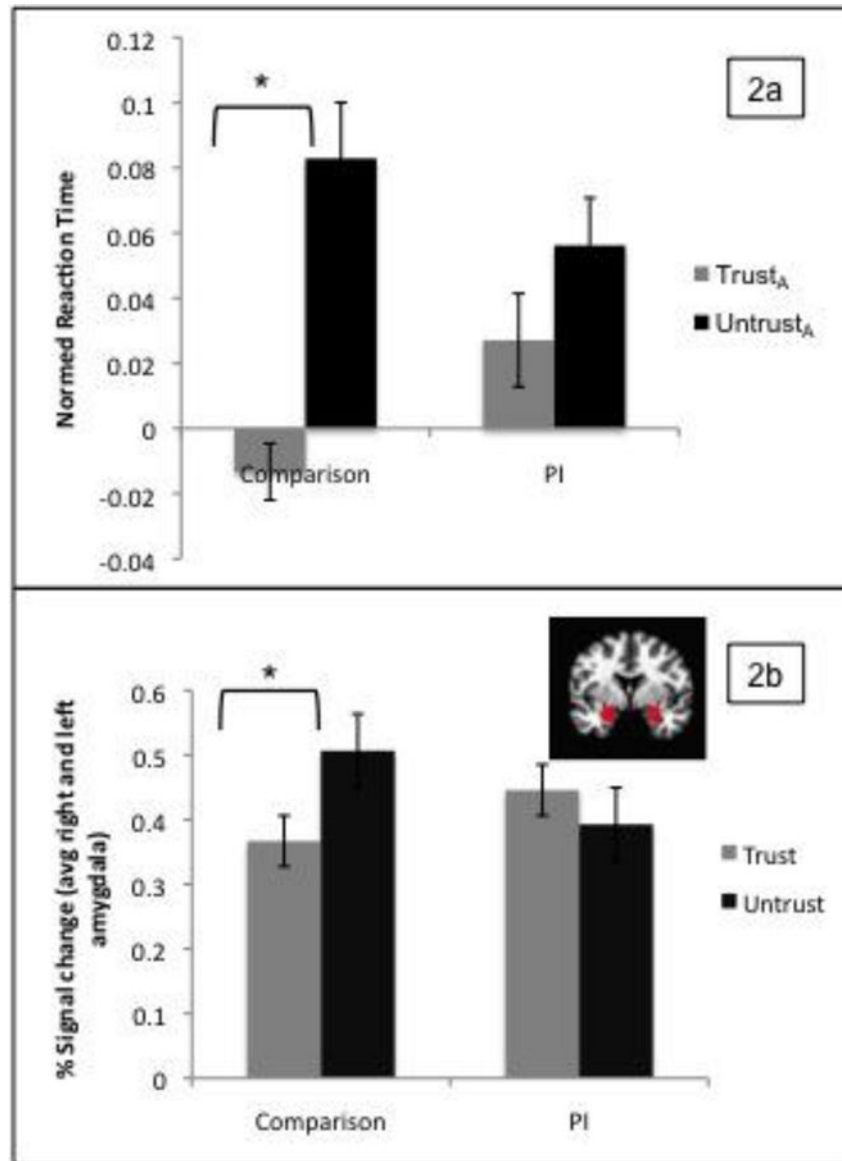 2a
Normed Reaction Time
0.12
0.1
0.08
0.06
0.04
0.02
0
-0.02
-0.04
*
Comparison
PI
Trust_A
Untrust_A
2b
% Signal change (avg right and left
amygdala)
0.6
0.5
0.4
0.3
0.2
0.1
0
*
Comparison
PI
Trust
Untrust